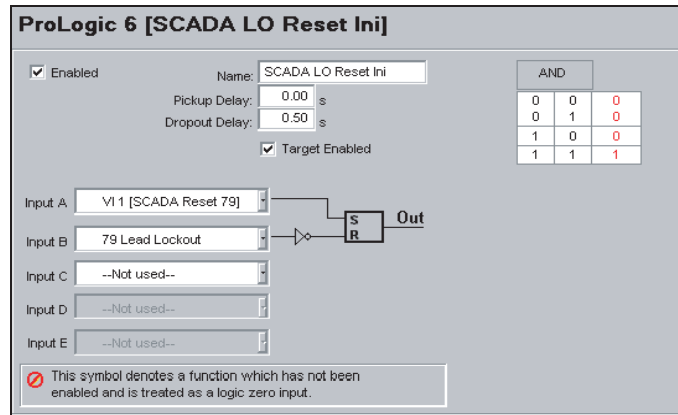 ProLogic 6 [SCADA LO Reset Ini]
Enabled
Name: SCADA LO Reset Ini
Pickup Delay: 0.00 s
Dropout Delay: 0.50 s
Target Enabled
AND
0 0 0
0 1 0
1 0 0
1 1 1
Input A VI 1 [SCADA Reset 79]
S Out
Input B 79 Lead Lockout
R
Input C --Not used--
Input D --Not used--
Input E --Not used--
This symbol denotes a function which has not been
enabled and is treated as a logic zero input.